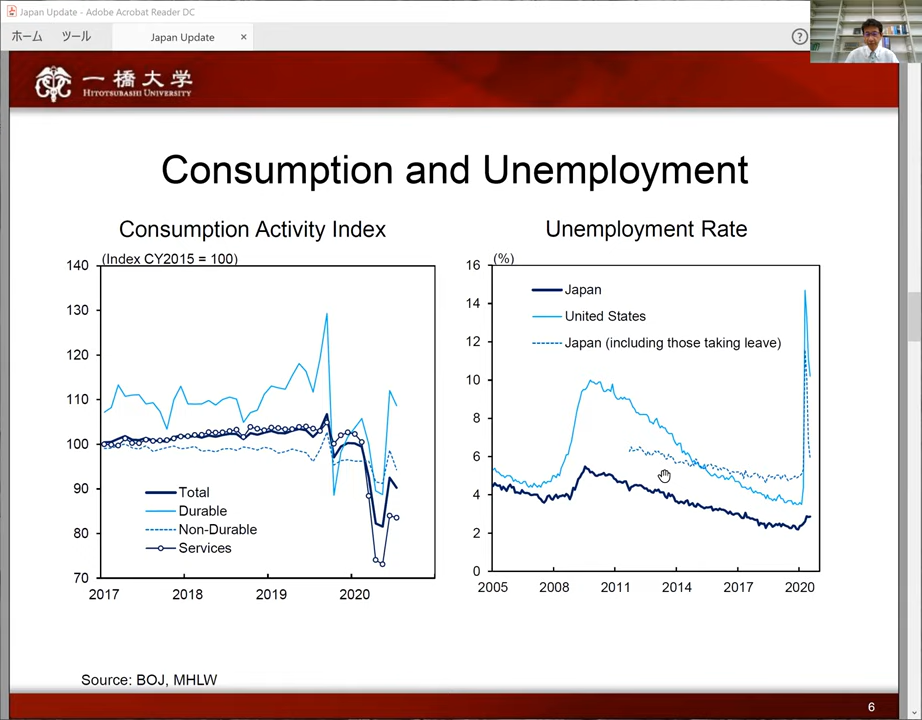 Japan Update - Adobe Acrobat Reader DC
ホーム ツール Japan Update × ?
一橋大学
HITOTSUBASHI UNIVERSITY
Consumption and Unemployment
Consumption Activity Index
(Index CY2015 = 100)
140
130
120
110
100
90
80
70
Total
Durable
Non-Durable
Services
2017 2018 2019 2020
Unemployment Rate
(%)
16
14
12
10
8
6
4
2
0
Japan
United States
Japan (including those taking leave)
2005 2008 2011 2014 2017 2020
Source: BOJ, MHLW
6